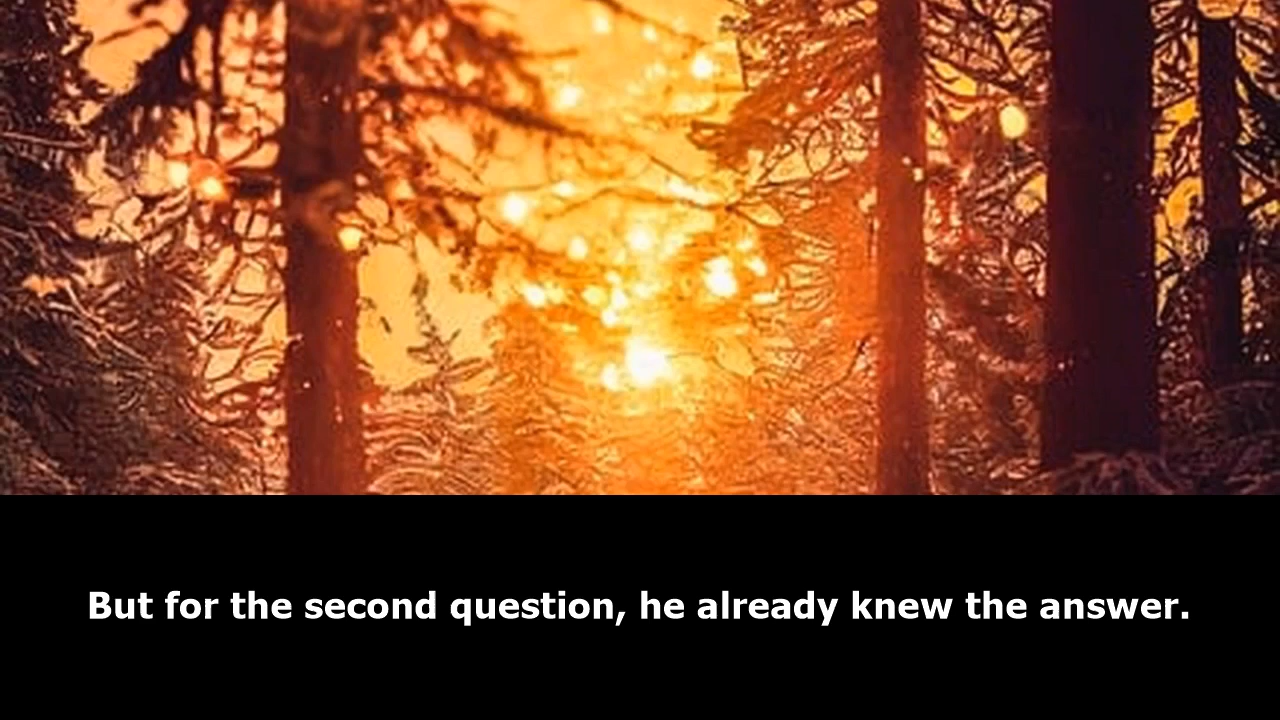 But for the second question, he already knew the answer.